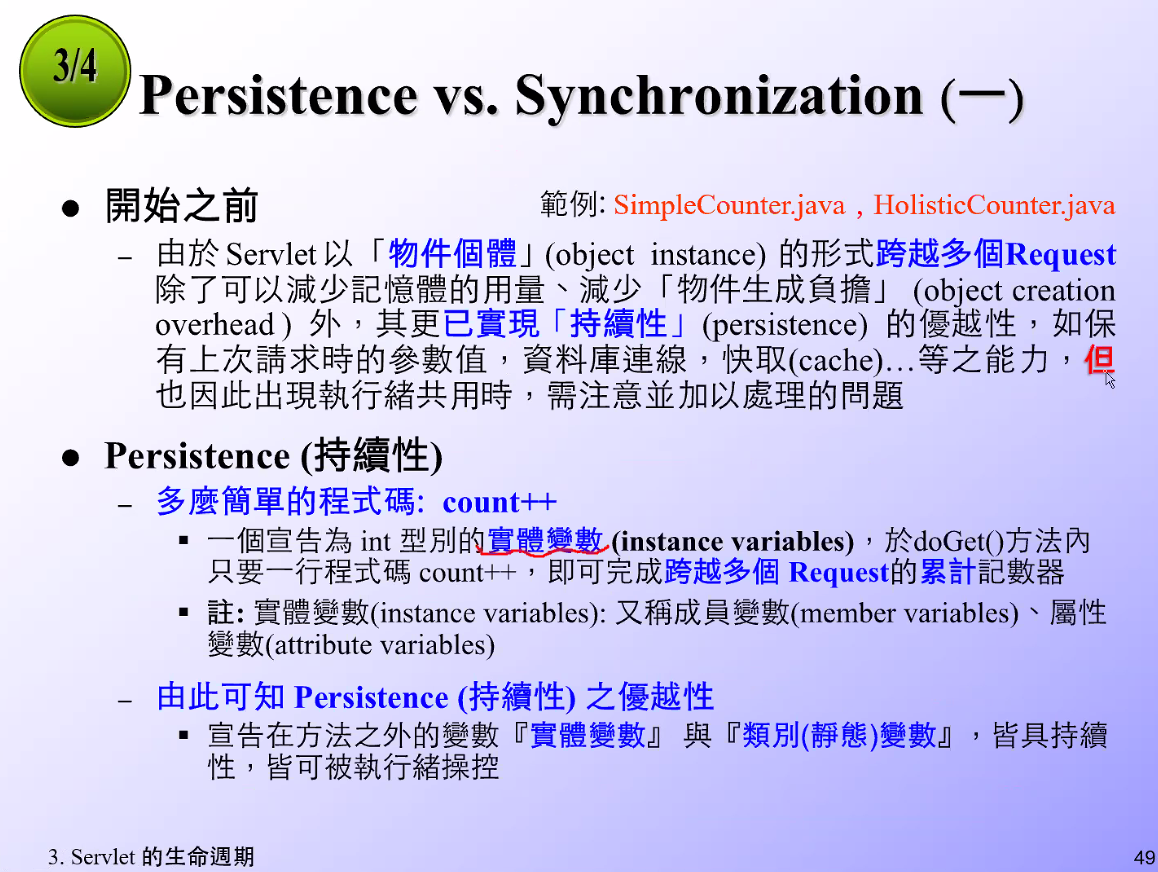 3/4
Persistence vs. Synchronization (一)
● 開始之前
範例: SimpleCounter.java , HolisticCounter.java
– 由於 Servlet 以「物件個體」(object instance) 的形式跨越多個Request
除了可以減少記憶體的用量、減少「物件生成負擔」 (object creation
overhead ) 外，其更已實現「持續性」(persistence) 的優越性，如保
有上次請求時的參數值，資料庫連線，快取(cache)…等之能力，但
也因此出現執行緒共用時，需注意並加以處理的問題
● Persistence (持續性)
– 多麼簡單的程式碼: count++
▪ 一個宣告為 int 型別的實體變數 (instance variables)，於doGet()方法內
只要一行程式碼 count++，即可完成跨越多個 Request的累計記數器
▪ 註: 實體變數(instance variables): 又稱成員變數(member variables)、屬性
變數(attribute variables)
– 由此可知 Persistence (持續性) 之優越性
▪ 宣告在方法之外的變數『實體變數』 與『類別(靜態)變數』，皆具持續
性，皆可被執行緒操控
3. Servlet 的生命週期
49